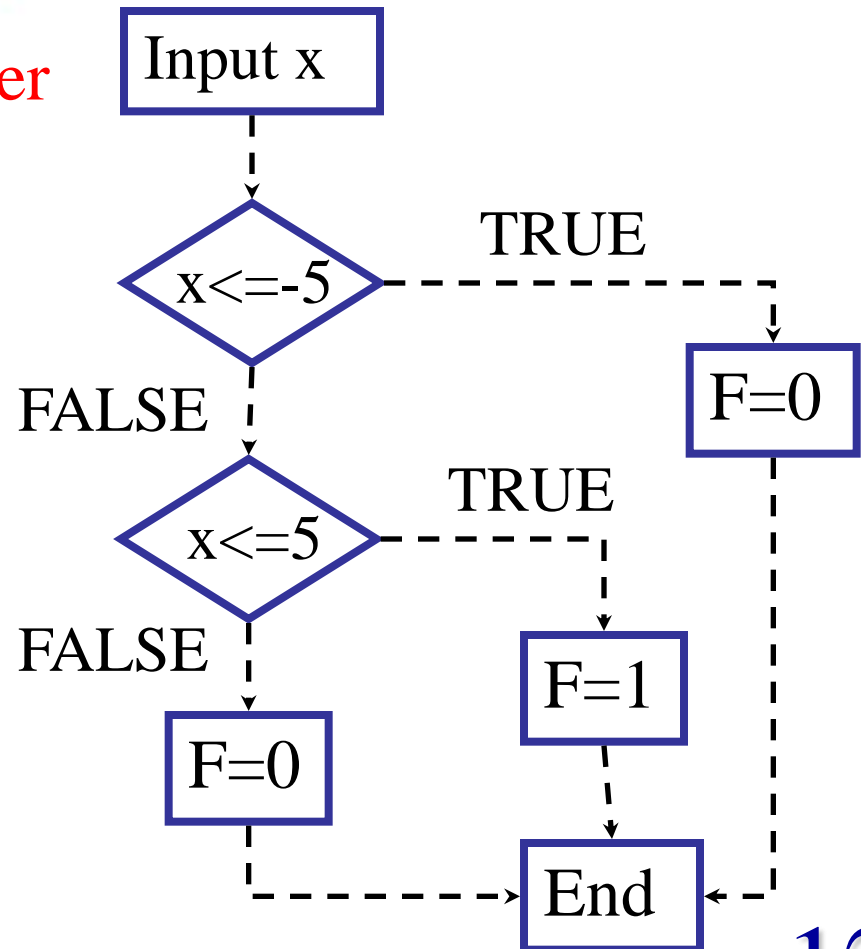 er
Input x
x<=-5
TRUE
F=0
FALSE
x<=5
TRUE
FALSE
F=1
F=0
End